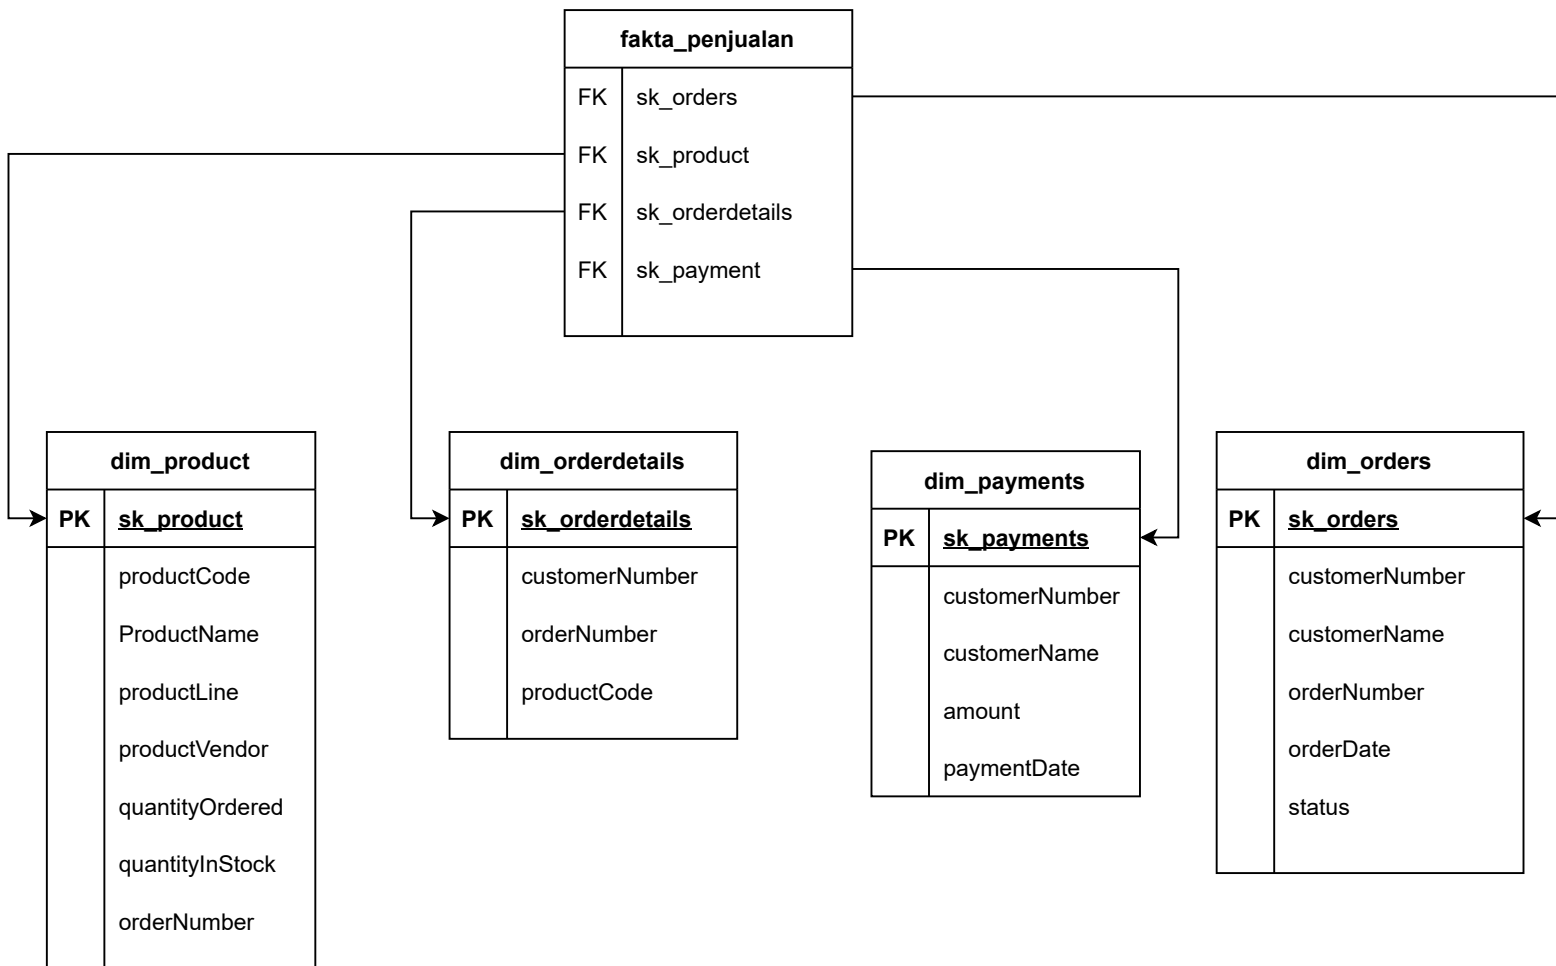 fakta_penjualan
FK sk_orders
FK sk_product
FK sk_orderdetails
FK sk_payment
dim_product
PK sk_product
productCode
ProductName
productLine
productVendor
quantityOrdered
quantityInStock
orderNumber
dim_orderdetails
PK sk_orderdetails
customerNumber
orderNumber
productCode
dim_payments
PK sk_payments
customerNumber
customerName
amount
paymentDate
dim_orders
PK sk_orders
customerNumber
customerName
orderNumber
orderDate
status